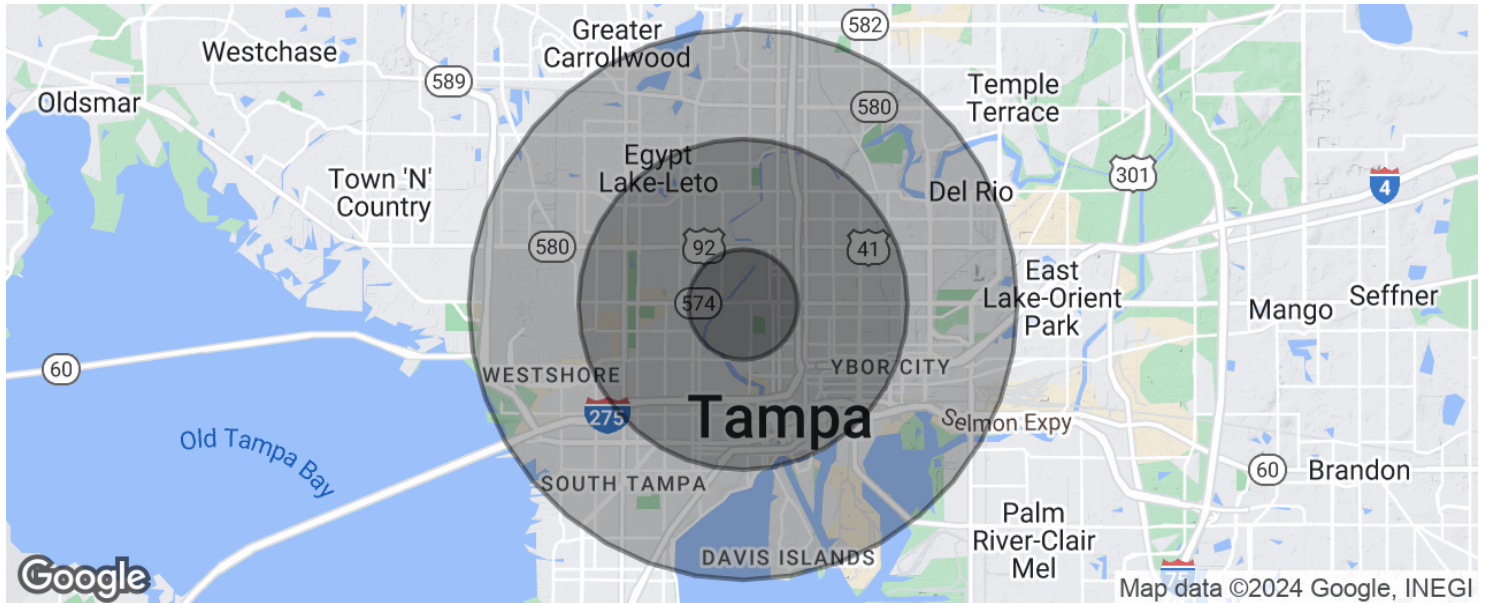 Greater
Carrollwood
582
Westchase
589
Oldsmar
Temple
Terrace
580
Egypt
Lake-Leto
Town 'N'
Country
301
4
Del Rio
580
92
41
574
East
Lake-Orient
Park
Mango
Seffner
60
WESTSHORE
YBOR CITY
275
Tampa
Selmon Expy
Old Tampa Bay
SOUTH TAMPA
60
Brandon
Palm
River-Clair
Mel
DAVIS ISLANDS
75
Google
Map data ©2024 Google, INEGI